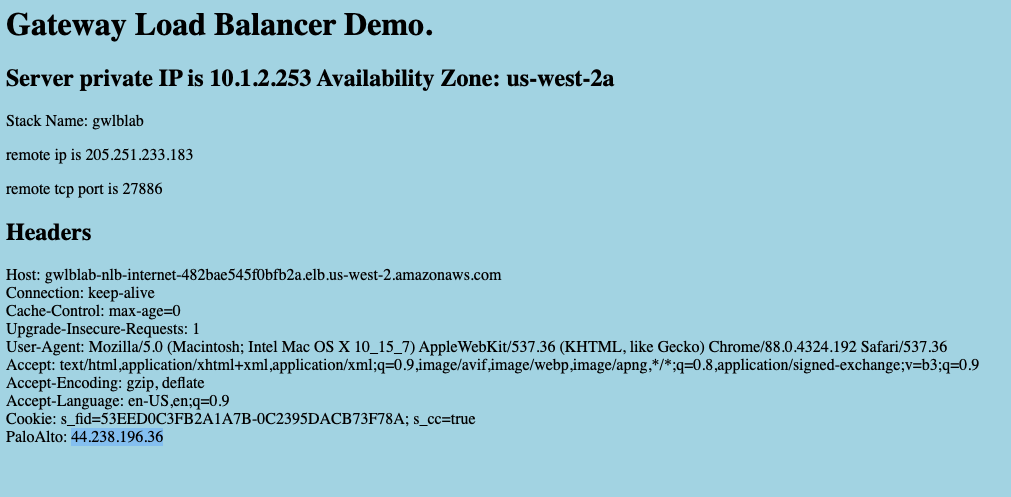 Gateway Load Balancer Demo.
Server private IP is 10.1.2.253 Availability Zone: us-west-2a
Stack Name: gwlblab
remote ip is 205.251.233.183
remote tcp port is 27886
Headers
Host: gwlblab-nlb-internet-482bae545f0bfb2a.elb.us-west-2.amazonaws.com
Connection: keep-alive
Cache-Control: max-age=0
Upgrade-Insecure-Requests: 1
User-Agent: Mozilla/5.0 (Macintosh; Intel Mac OS X 10_15_7) AppleWebKit/537.36 (KHTML, like Gecko) Chrome/88.0.4324.192 Safari/537.36
Accept: text/html,application/xhtml+xml,application/xml;q=0.9,image/avif,image/webp,image/apng,*/*;q=0.8,application/signed-exchange;v=b3;q=0.9
Accept-Encoding: gzip, deflate
Accept-Language: en-US,en;q=0.9
Cookie: s_fid=53EED0C3FB2A1A7B-0C2395DACB73F78A; s_cc=true
PaloAlto: 44.238.196.36